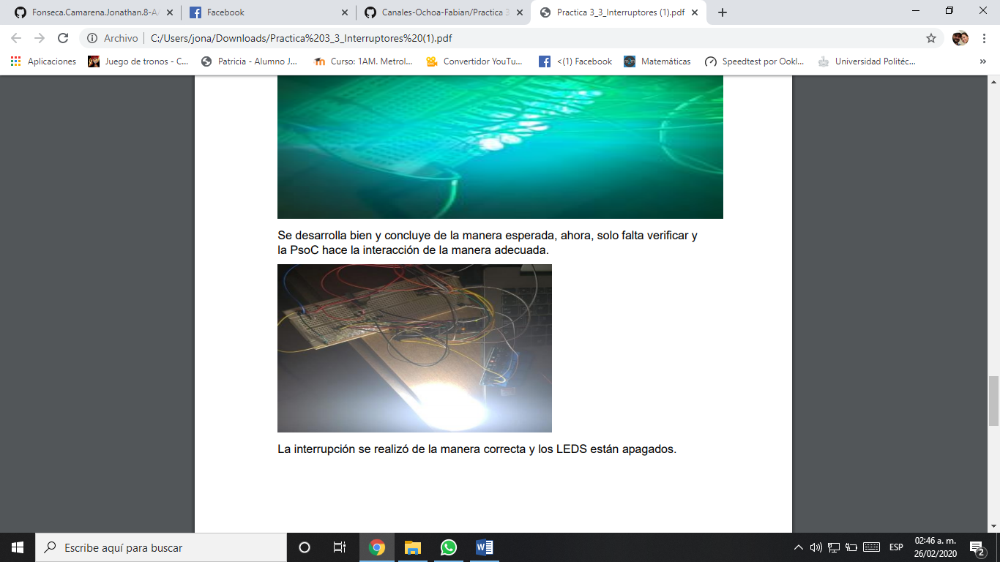 Fonseca.Camarena.Jonathan.8-A/
Facebook
Canales-Ochoa-Fabian/Practica 3
Practica 3_3_Interruptores (1).pdf
Archivo
C:/Users/jona/Downloads/Practica%203_3_Interruptores%20(1).pdf
Aplicaciones
Juego de tronos - C...
Patricia - Alumno J...
Curso: 1AM. Metrol...
Convertidor YouTu...
<(1) Facebook
Matemáticas
Speedtest por Ookl...
Universidad Politéc...
»
Se desarrolla bien y concluye de la manera esperada, ahora, solo falta verificar y
la PsoC hace la interacción de la manera adecuada.
La interrupción se realizó de la manera correcta y los LEDS están apagados.
Escribe aquí para buscar
ESP
02:46 a. m.
26/02/2020
2